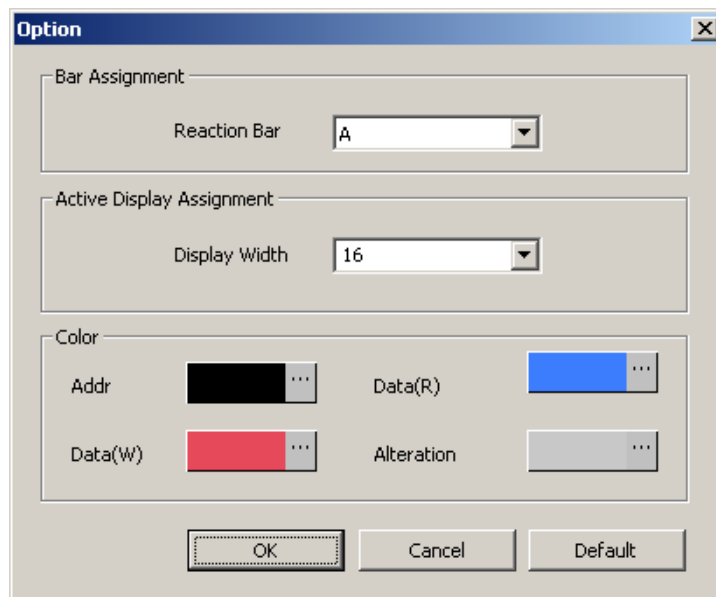 Option
Bar Assignment
Reaction Bar A
Active Display Assignment
Display Width 16
Color
Addr ... Data(R) ...
Data(W) ... Alteration ...
OK Cancel Default